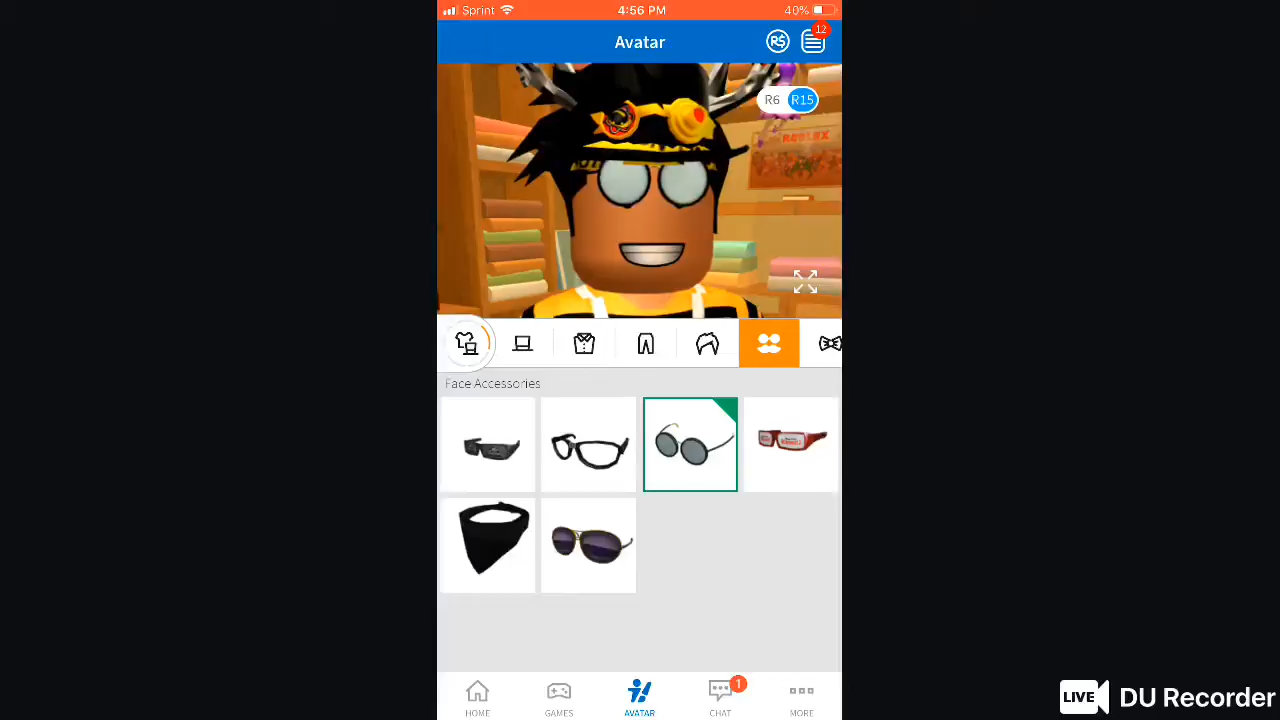 Sprint 4:56 PM 40%
Avatar R$ 12
R6 R15
ROBLOX
Face Accessories
HOME GAMES AVATAR CHAT 1 MORE
LIVE DU Recorder